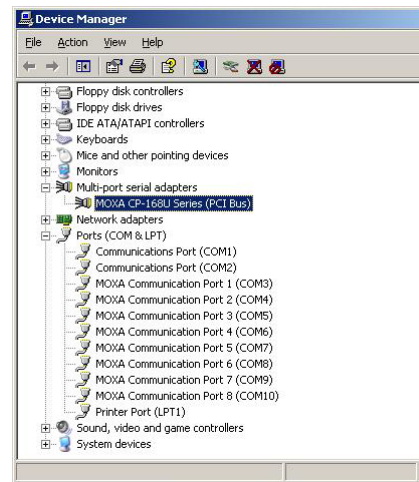 Device Manager
File Action View Help
Floppy disk controllers
Floppy disk drives
IDE ATA/ATAPI controllers
Keyboards
Mice and other pointing devices
Monitors
Multi-port serial adapters
MOXA CP-168U Series (PCI Bus)
Network adapters
Ports (COM & LPT)
Communications Port (COM1)
Communications Port (COM2)
MOXA Communication Port 1 (COM3)
MOXA Communication Port 2 (COM4)
MOXA Communication Port 3 (COM5)
MOXA Communication Port 4 (COM6)
MOXA Communication Port 5 (COM7)
MOXA Communication Port 6 (COM8)
MOXA Communication Port 7 (COM9)
MOXA Communication Port 8 (COM10)
Printer Port (LPT1)
Sound, video and game controllers
System devices